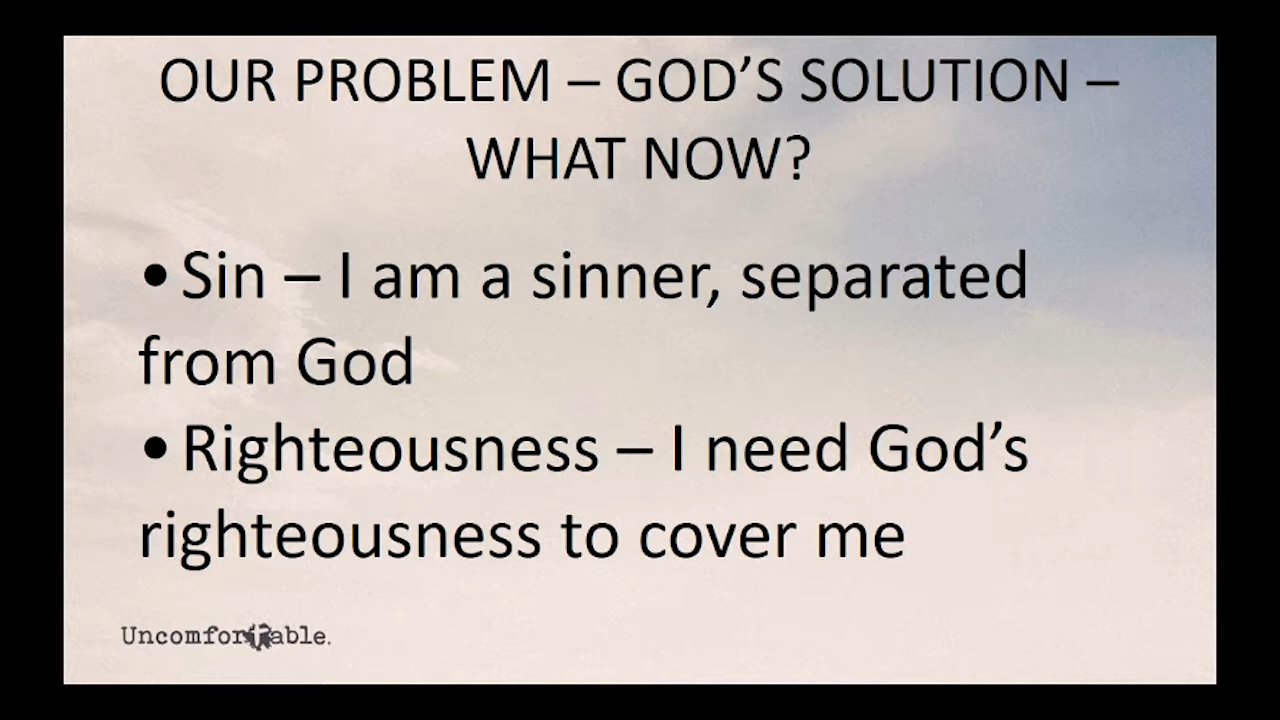 OUR PROBLEM – GOD’S SOLUTION –
WHAT NOW?
• Sin – I am a sinner, separated
from God
• Righteousness – I need God’s
righteousness to cover me
Uncomfortable.